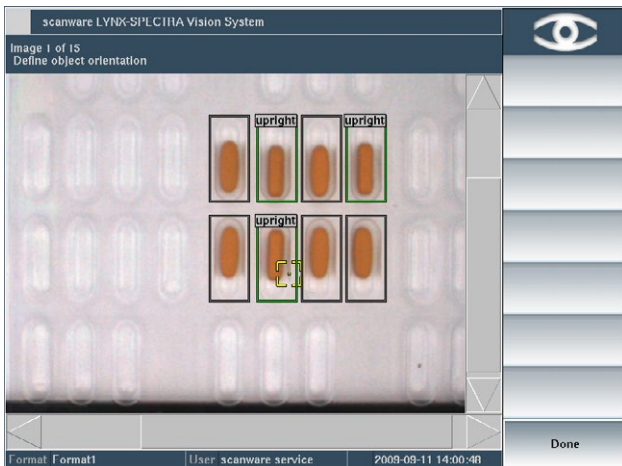 scanware LYNX-SPECTRA Vision System
Image 1 of 15
Define object orientation
upright upright
upright
Done
Format Format1 User scanware service 2009-09-11 14:00:48